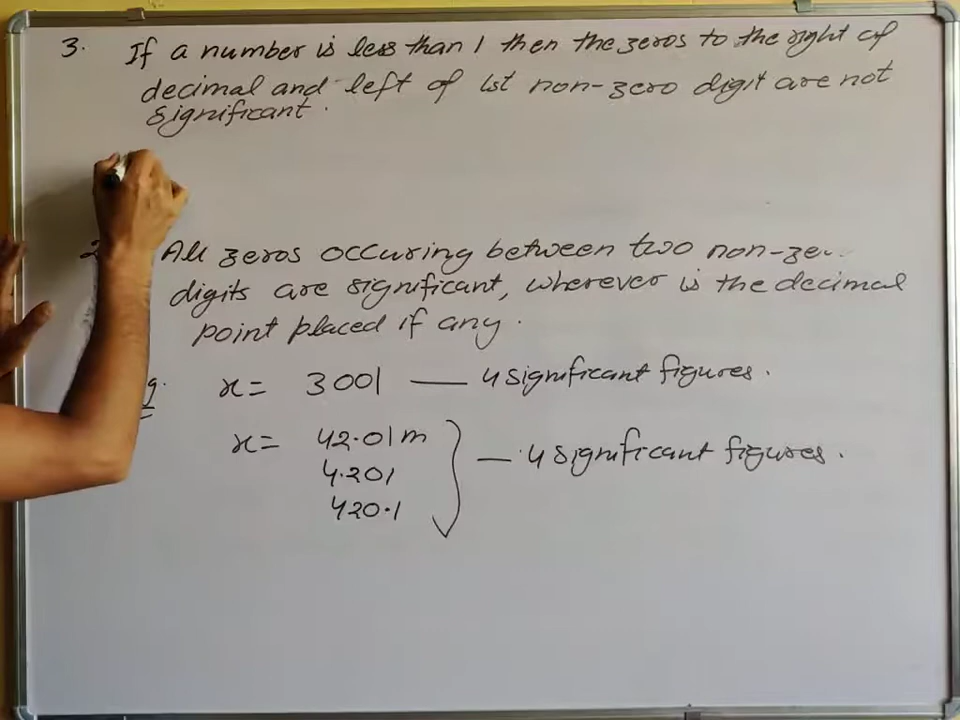 3. If a number is less than 1 then the zeros to the right of
decimal and left of 1st non-zero digit are not
significant.
2 All zeros occuring between two non-ze
digits are significant, wherever is the decimal
point placed if any.
g. x = 3001 — 4 significant figures.
x = 42.01 m — 4 significant figures.
4.201
420.1